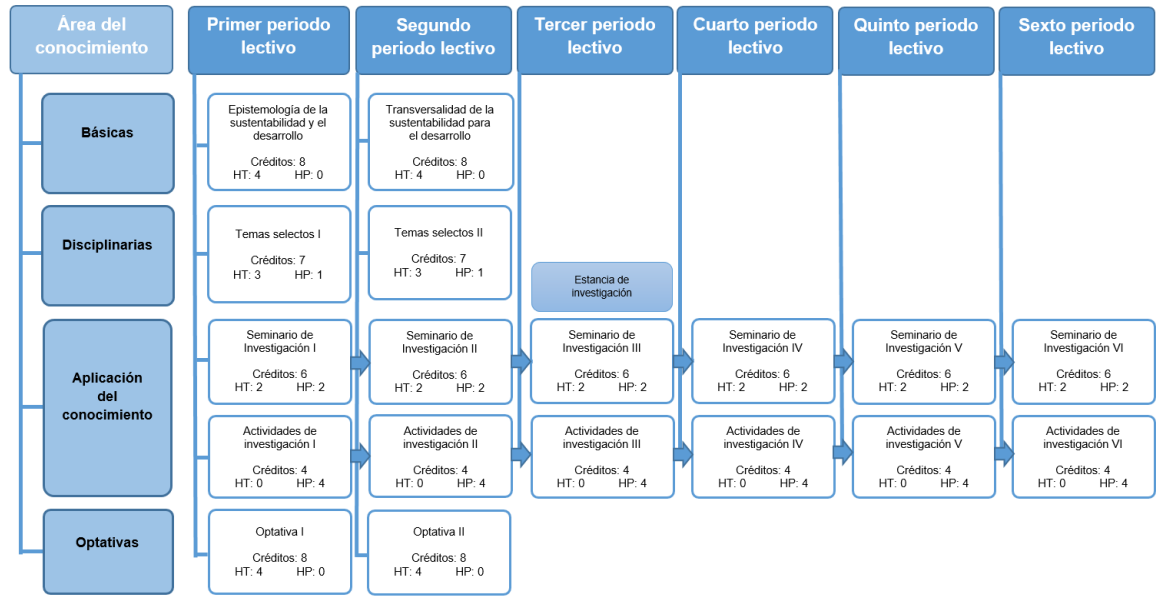 Área del
conocimiento
Primer periodo
lectivo
Segundo
periodo lectivo
Tercer periodo
lectivo
Cuarto periodo
lectivo
Quinto periodo
lectivo
Sexto periodo
lectivo
Básicas
Epistemología de la
sustentabilidad y el
desarrollo
Créditos: 8
HT: 4 HP: 0
Transversalidad de la
sustentabilidad para
el desarrollo
Créditos: 8
HT: 4 HP: 0
Disciplinarias
Temas selectos I
Créditos: 7
HT: 3 HP: 1
Temas selectos II
Créditos: 7
HT: 3 HP: 1
Estancia de
investigación
Aplicación
del
conocimiento
Seminario de
Investigación I
Créditos: 6
HT: 2 HP: 2
Seminario de
Investigación II
Créditos: 6
HT: 2 HP: 2
Seminario de
Investigación III
Créditos: 6
HT: 2 HP: 2
Seminario de
Investigación IV
Créditos: 6
HT: 2 HP: 2
Seminario de
Investigación V
Créditos: 6
HT: 2 HP: 2
Seminario de
Investigación VI
Créditos: 6
HT: 2 HP: 2
Actividades de
investigación I
Créditos: 4
HT: 0 HP: 4
Actividades de
investigación II
Créditos: 4
HT: 0 HP: 4
Actividades de
investigación III
Créditos: 4
HT: 0 HP: 4
Actividades de
investigación IV
Créditos: 4
HT: 0 HP: 4
Actividades de
investigación V
Créditos: 4
HT: 0 HP: 4
Actividades de
investigación VI
Créditos: 4
HT: 0 HP: 4
Optativas
Optativa I
Créditos: 8
HT: 4 HP: 0
Optativa II
Créditos: 8
HT: 4 HP: 0